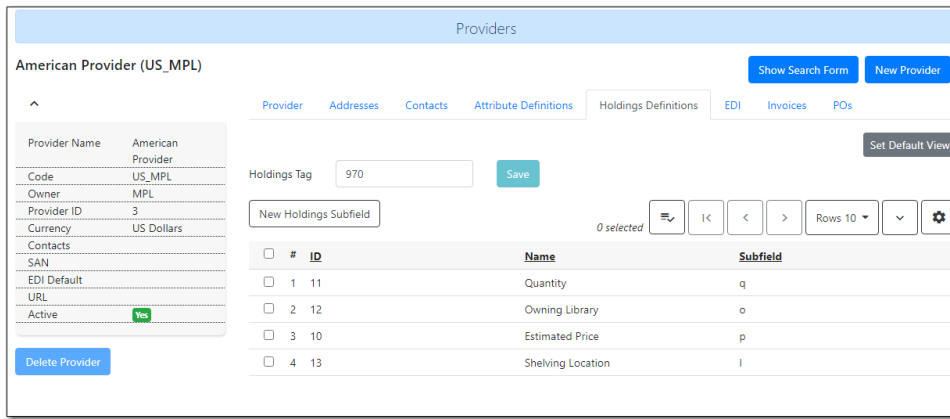 Providers
American Provider (US_MPL)
Show Search Form
New Provider
Provider
Addresses
Contacts
Attribute Definitions
Holdings Definitions
EDI
Invoices
POs
Provider Name American Provider
Code US_MPL
Owner MPL
Provider ID 3
Currency US Dollars
Contacts
SAN
EDI Default
URL
Active Yes
Delete Provider
Set Default View
Holdings Tag 970 Save
New Holdings Subfield
0 selected
Rows 10
# ID Name Subfield
1 11 Quantity q
2 12 Owning Library o
3 10 Estimated Price p
4 13 Shelving Location l